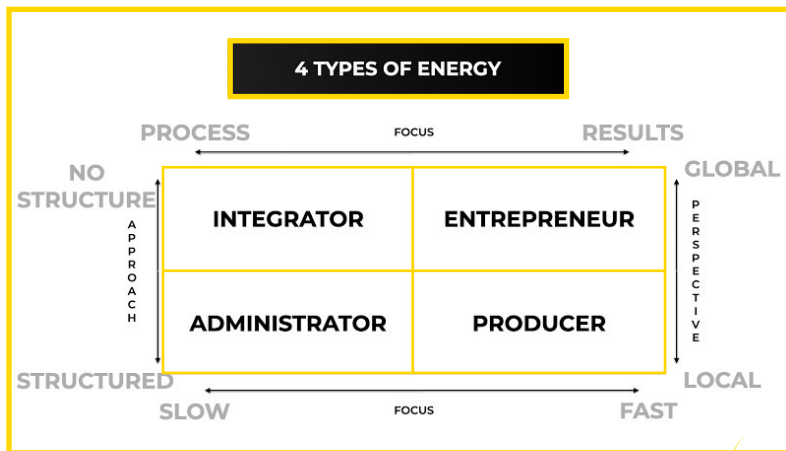 4 TYPES OF ENERGY
PROCESS
FOCUS
RESULTS
NO
STRUCTURE
GLOBAL
APPROACH
INTEGRATOR
ENTREPRENEUR
PERSPECTIVE
ADMINISTRATOR
PRODUCER
STRUCTURED
LOCAL
SLOW
FOCUS
FAST